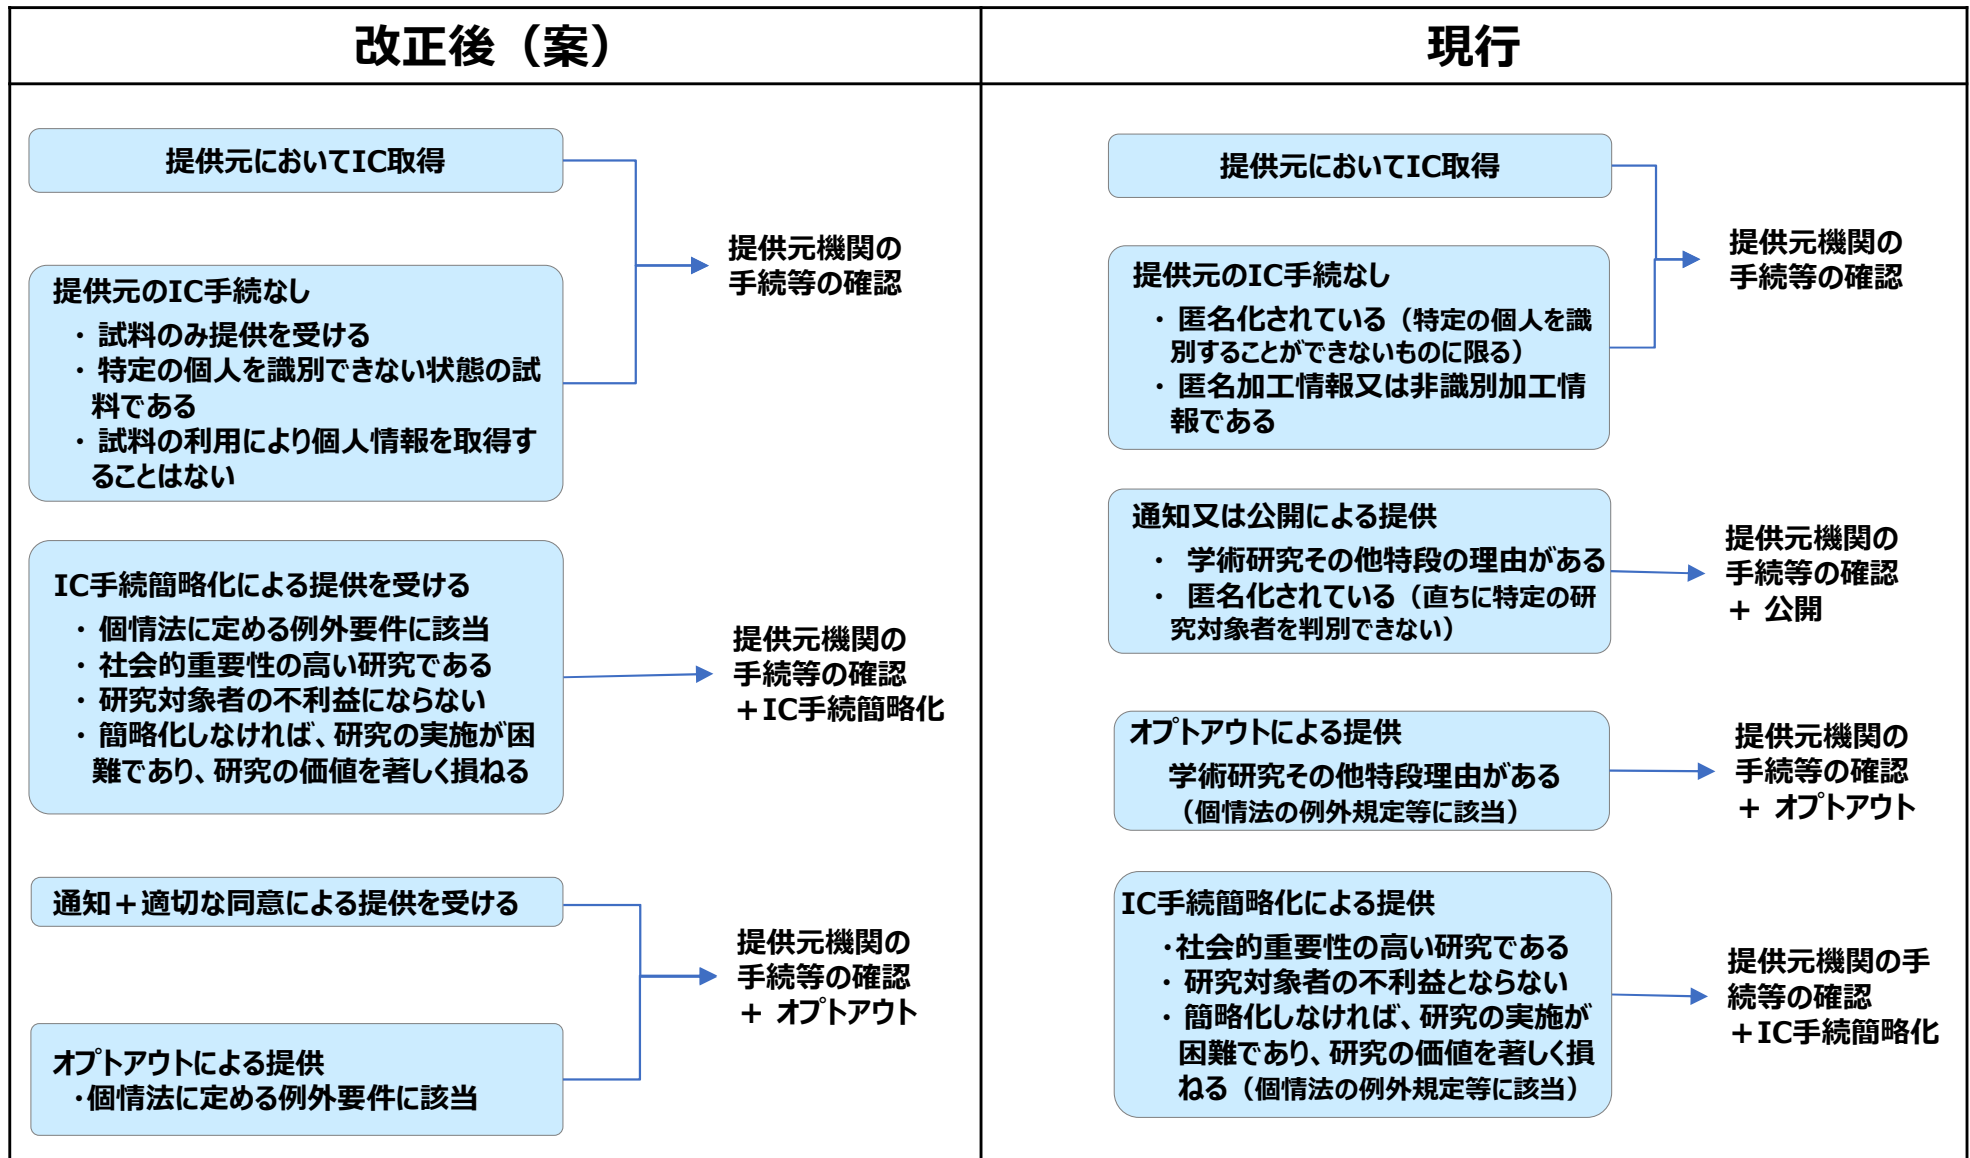 改正後（案）
提供元においてIC取得
提供元のIC手続なし
・ 試料のみ提供を受ける
・ 特定の個人を識別できない状態の試
料である
・ 試料の利用により個人情報を取得す
ることはない
提供元機関の
手続等の確認
IC手続簡略化による提供を受ける
・ 個情法に定める例外要件に該当
・ 社会的重要性の高い研究である
・ 研究対象者の不利益にならない
・ 簡略化しなければ、研究の実施が困
難であり、研究の価値を著しく損ねる
提供元機関の
手続等の確認
＋IC手続簡略化
通知＋適切な同意による提供を受ける
オプトアウトによる提供
・個情法に定める例外要件に該当
提供元機関の
手続等の確認
+ オプトアウト
現行
提供元においてIC取得
提供元のIC手続なし
・ 匿名化されている（特定の個人を識
別することができないものに限る）
・ 匿名加工情報又は非識別加工情
報である
提供元機関の
手続等の確認
通知又は公開による提供
・ 学術研究その他特段の理由がある
・ 匿名化されている（直ちに特定の研
究対象者を判別できない）
提供元機関の
手続等の確認
+ 公開
オプトアウトによる提供
学術研究その他特段理由がある
（個情法の例外規定等に該当）
提供元機関の
手続等の確認
+ オプトアウト
IC手続簡略化による提供
・社会的重要性の高い研究である
・ 研究対象者の不利益とならない
・ 簡略化しなければ、研究の実施が
困難であり、研究の価値を著しく損
ねる（個情法の例外規定等に該当）
提供元機関の手
続等の確認
＋IC手続簡略化